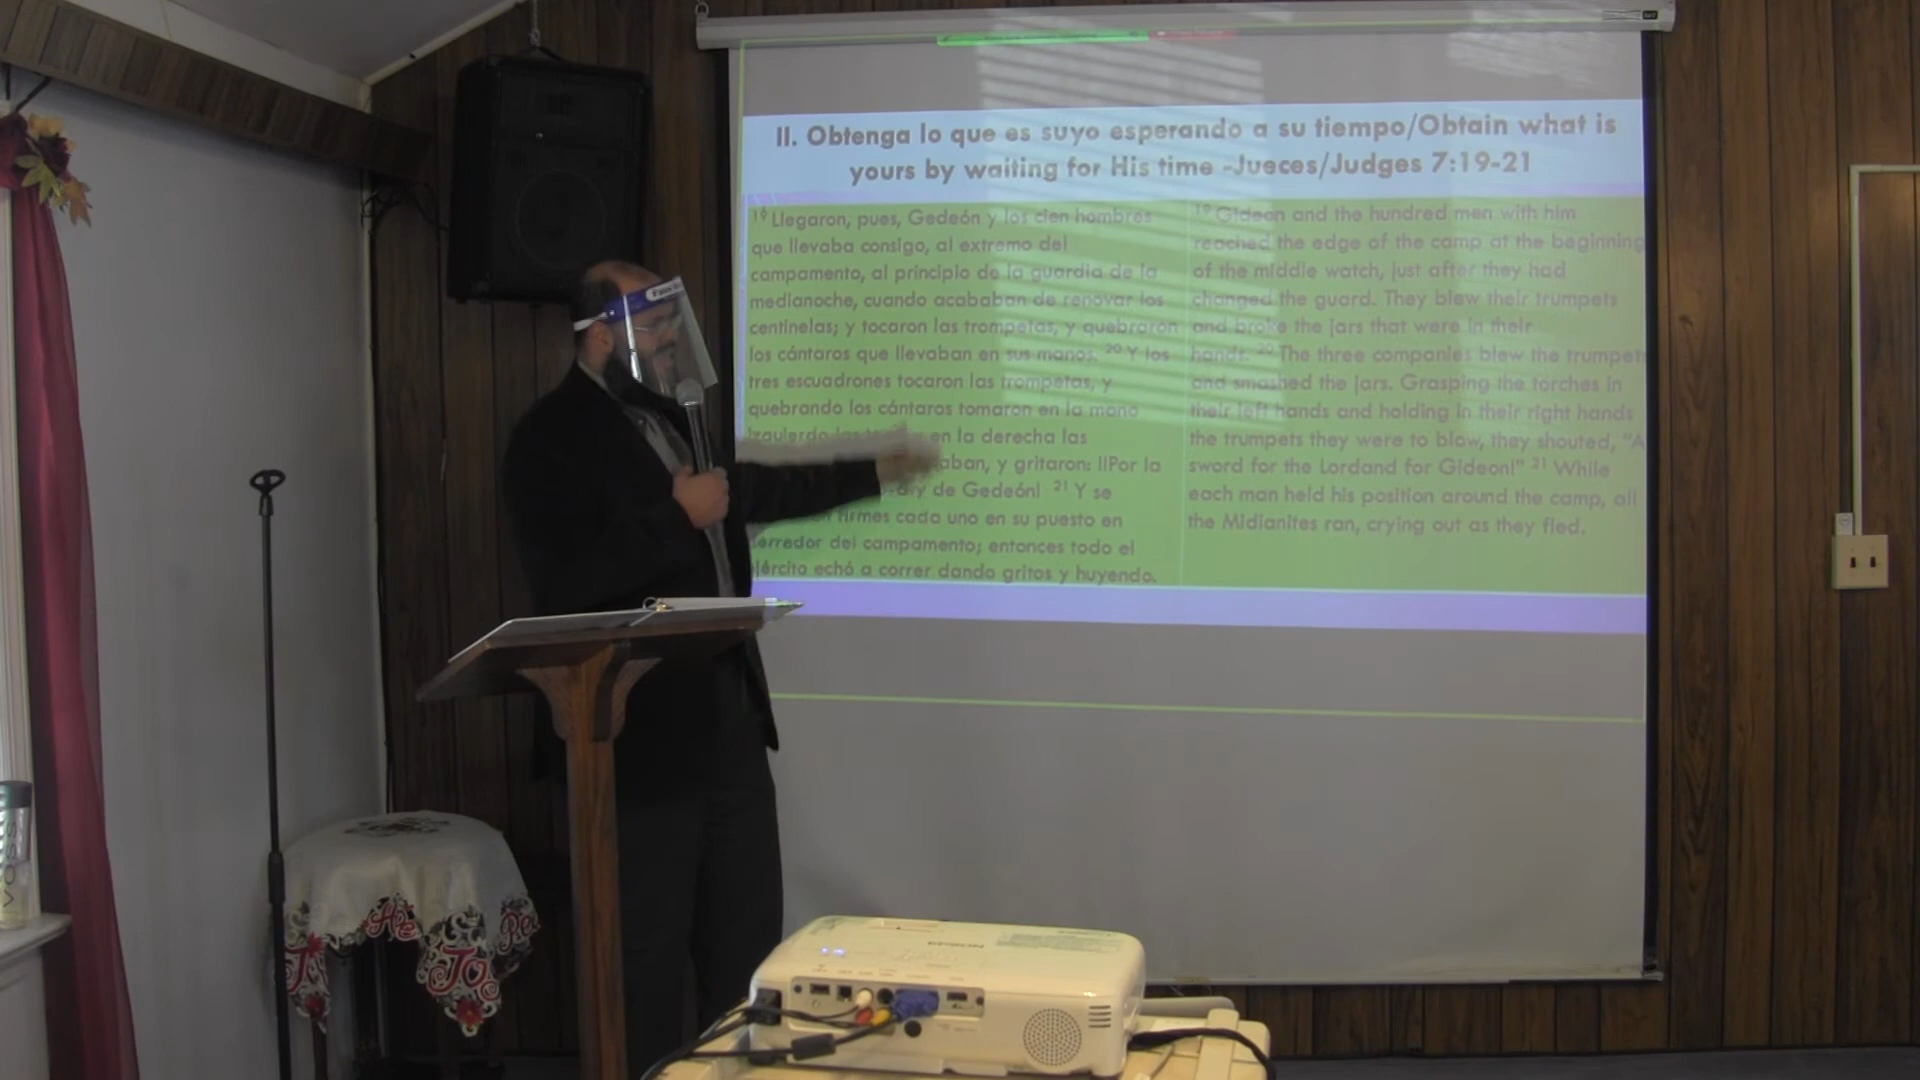 II. Obtenga lo que es suyo esperando a su tiempo/Obtain what is
yours by waiting for His time -Jueces/Judges 7:19-21
19 Llegaron, pues, Gedeón y los cien hombres
que llevaba consigo, al extremo del
campamento, al principio de la guardia de la
medianoche, cuando acababan de renovar los
centinelas; y tocaron las trompetas, y quebraron
los cántaros que llevaban en sus manos. 20 Y los
tres escuadrones tocaron las trompetas, y
quebrando los cántaros tomaron en la mano
izquierda las en la derecha las
aban, y gritaron: ¡¡Por la
y de Gedeón! 21 Y se
firmes cada uno en su puesto en
derredor del campamento; entonces todo el
ejército echó a correr dando gritos y huyendo.
19 Gideon and the hundred men with him
reached the edge of the camp at the beginning
of the middle watch, just after they had
changed the guard. They blew their trumpets
and broke the jars that were in their
hands. 20 The three companies blew the trumpets
and smashed the jars. Grasping the torches in
their left hands and holding in their right hands
the trumpets they were to blow, they shouted, "A
sword for the Lordand for Gideon!" 21 While
each man held his position around the camp, all
the Midianites ran, crying out as they fled.